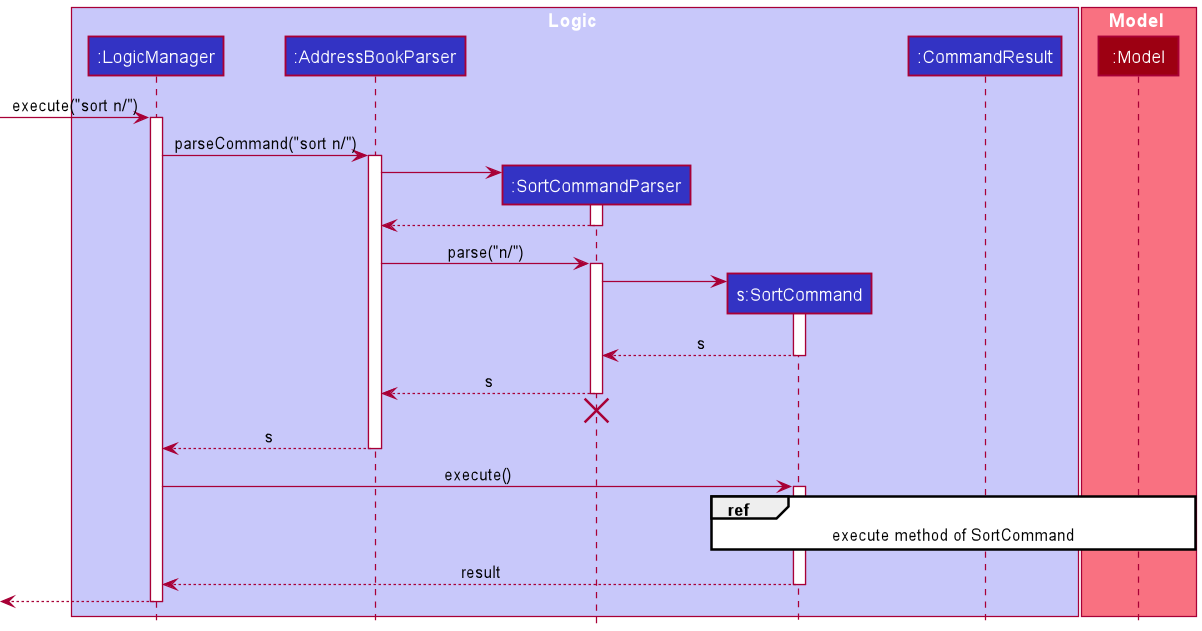 Logic
Model
:LogicManager
:AddressBookParser
:CommandResult
:Model
execute("sort n/")
parseCommand("sort n/")
:SortCommandParser
parse("n/")
s:SortCommand
s
s
s
execute()
ref
execute method of SortCommand
result